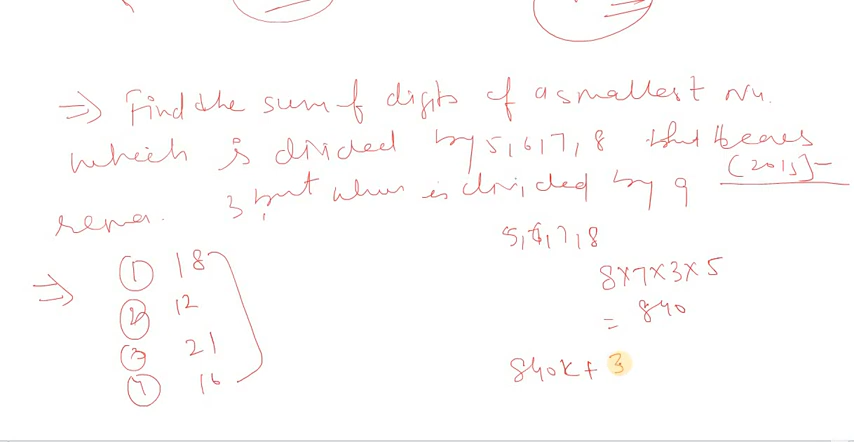 ⇒ Find the sum of digits of a smallest Nu.
which is divided by 5, 6, 7, 8 that leaves
(2015)
rema. 3 but when is divided by 9
5, 6, 7, 8
⇒ ① 18
8×7×3×5
② 12
= 840
③ 21
840K + 3
④ 16